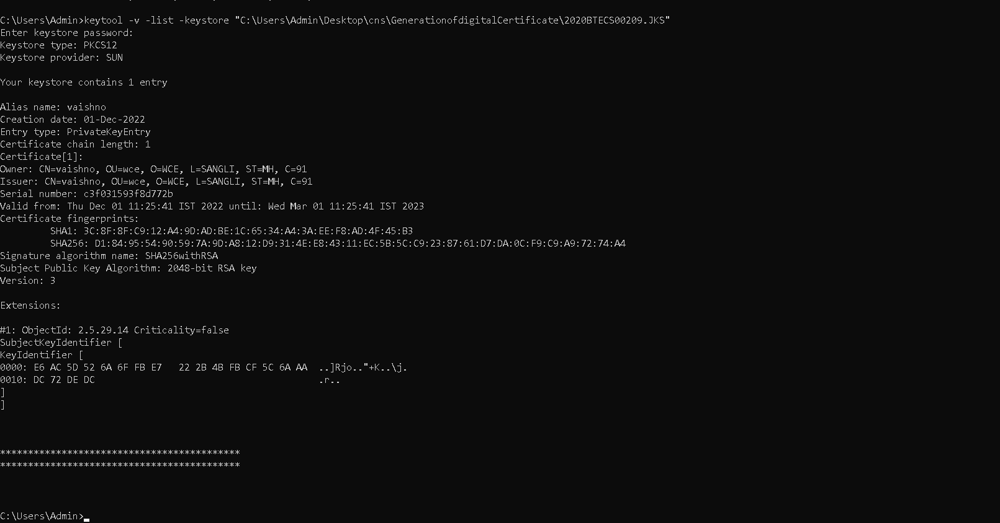 C:\Users\Admin>keytool -v -list -keystore "C:\Users\Admin\Desktop\cns\GenerationofdigitalCertificate\2020BTECS00209.JKS"
Enter keystore password:
Keystore type: PKCS12
Keystore provider: SUN
Your keystore contains 1 entry
Alias name: vaishno
Creation date: 01-Dec-2022
Entry type: PrivateKeyEntry
Certificate chain length: 1
Certificate[1]:
Owner: CN=vaishno, OU=wce, O=WCE, L=SANGLI, ST=MH, C=91
Issuer: CN=vaishno, OU=wce, O=WCE, L=SANGLI, ST=MH, C=91
Serial number: c3f031593f8d772b
Valid from: Thu Dec 01 11:25:41 IST 2022 until: Wed Mar 01 11:25:41 IST 2023
Certificate fingerprints:
SHA1: 3C:8F:8F:C9:12:A4:9D:AD:BE:1C:65:34:A4:3A:EE:F8:AD:4F:45:B3
SHA256: D1:84:95:54:90:59:7A:9D:A8:12:D9:31:4E:E8:43:11:EC:5B:5C:C9:23:87:61:D7:DA:0C:F9:C9:A9:72:74:A4
Signature algorithm name: SHA256withRSA
Subject Public Key Algorithm: 2048-bit RSA key
Version: 3
Extensions:
#1: ObjectId: 2.5.29.14 Criticality=false
SubjectKeyIdentifier [
KeyIdentifier [
0000: E6 AC 5D 52 6A 6F FB E7   22 2B 4B FB CF 5C 6A AA  ..]Rjo.."+K..\j.
0010: DC 72 DE DC                                        .r..
]
]
*******************************************
*******************************************
C:\Users\Admin>